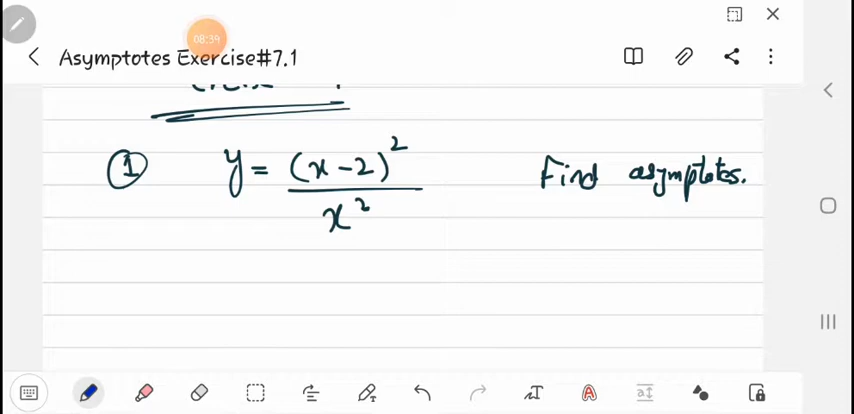 08:39
Asymptotes Exercise#7.1
① y = (x-2)² / x² Find asymptotes.